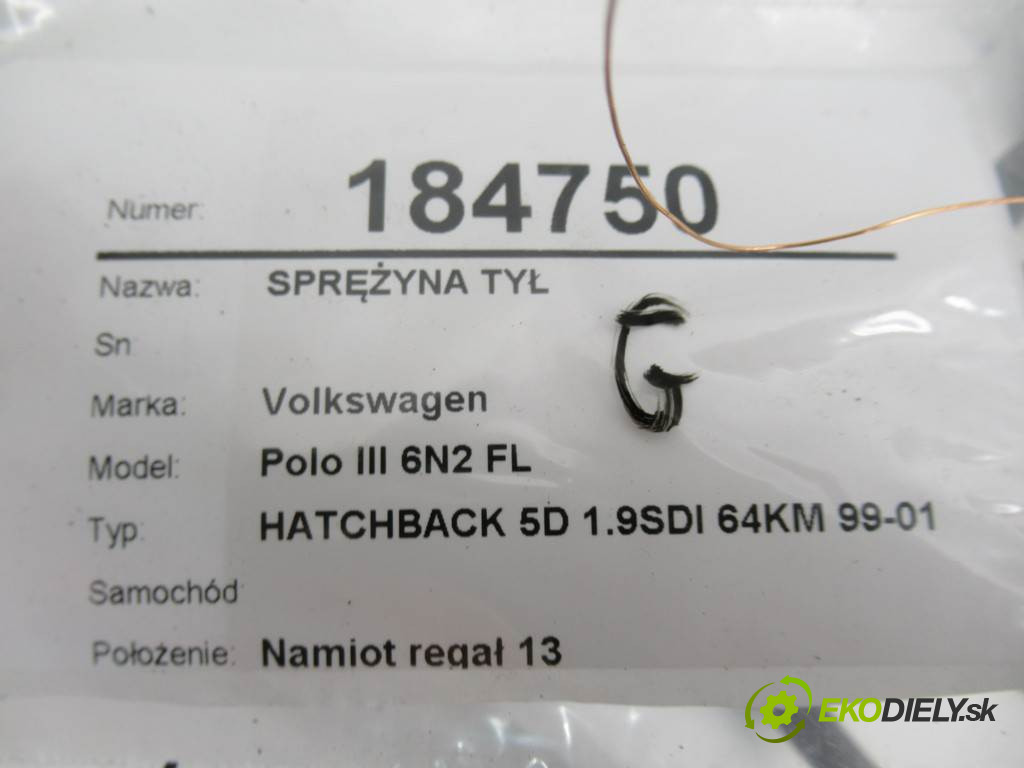 Numer: 184750
Nazwa: SPRĘŻYNA TYŁ
G
Sn
Marka: Volkswagen
Model: Polo III 6N2 FL
Typ: HATCHBACK 5D 1.9SDI 64KM 99-01
Samochód
Położenie: Namiot regał 13
EKODIELY.sk